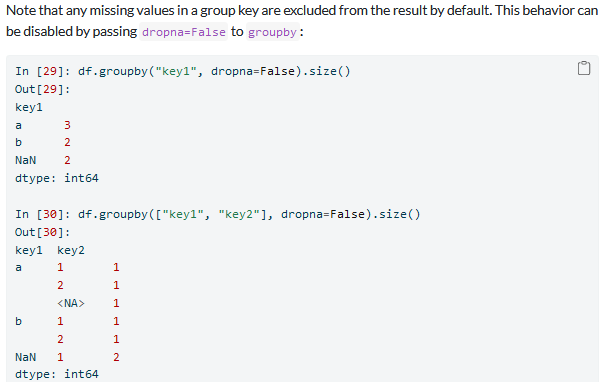 Note that any missing values in a group key are excluded from the result by default. This behavior can
be disabled by passing dropna=False to groupby:
In [29]: df.groupby("key1", dropna=False).size()
Out[29]:
key1
a      3
b      2
NaN    2
dtype: int64
In [30]: df.groupby(["key1", "key2"], dropna=False).size()
Out[30]:
key1  key2
a     1       1
      2       1
      <NA>    1
b     1       1
      2       1
NaN   1       2
dtype: int64